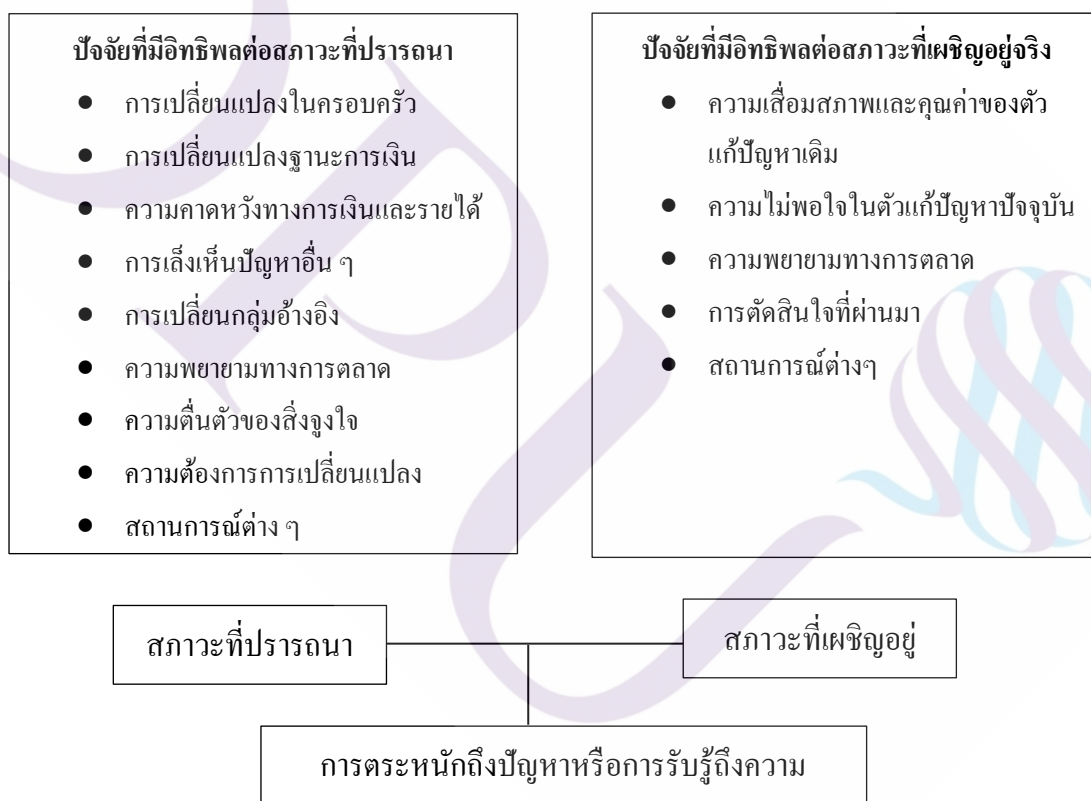 ปัจจัยที่มีอิทธิพลต่อสภาวะที่ปรารถนา
● การเปลี่ยนแปลงในครอบครัว
● การเปลี่ยนแปลงฐานะการเงิน
● ความคาดหวังทางการเงินและรายได้
● การเล็งเห็นปัญหาอื่น ๆ
● การเปลี่ยนกลุ่มอ้างอิง
● ความพยายามทางการตลาด
● ความตื่นตัวของสิ่งจูงใจ
● ความต้องการการเปลี่ยนแปลง
● สถานการณ์ต่าง ๆ
ปัจจัยที่มีอิทธิพลต่อสภาวะที่เผชิญอยู่จริง
● ความเสื่อมสภาพและคุณค่าของตัว
แก้ปัญหาเดิม
● ความไม่พอใจในตัวแก้ปัญหาปัจจุบัน
● ความพยายามทางการตลาด
● การตัดสินใจที่ผ่านมา
● สถานการณ์ต่างๆ
สภาวะที่ปรารถนา
สภาวะที่เผชิญอยู่
การตระหนักถึงปัญหาหรือการรับรู้ถึงความ